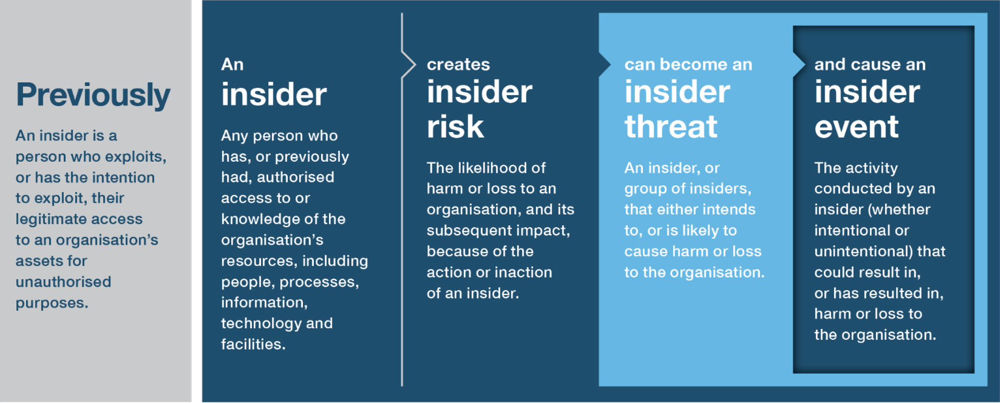 Previously
An insider is a
person who exploits,
or has the intention
to exploit, their
legitimate access
to an organisation’s
assets for
unauthorised
purposes.
An
insider
Any person who
has, or previously
had, authorised
access to or
knowledge of the
organisation’s
resources, including
people, processes,
information,
technology and
facilities.
creates
insider
risk
The likelihood of
harm or loss to an
organisation, and its
subsequent impact,
because of the
action or inaction
of an insider.
can become an
insider
threat
An insider, or
group of insiders,
that either intends
to, or is likely to
cause harm or loss
to the organisation.
and cause an
insider
event
The activity
conducted by an
insider (whether
intentional or
unintentional) that
could result in,
or has resulted in,
harm or loss to
the organisation.